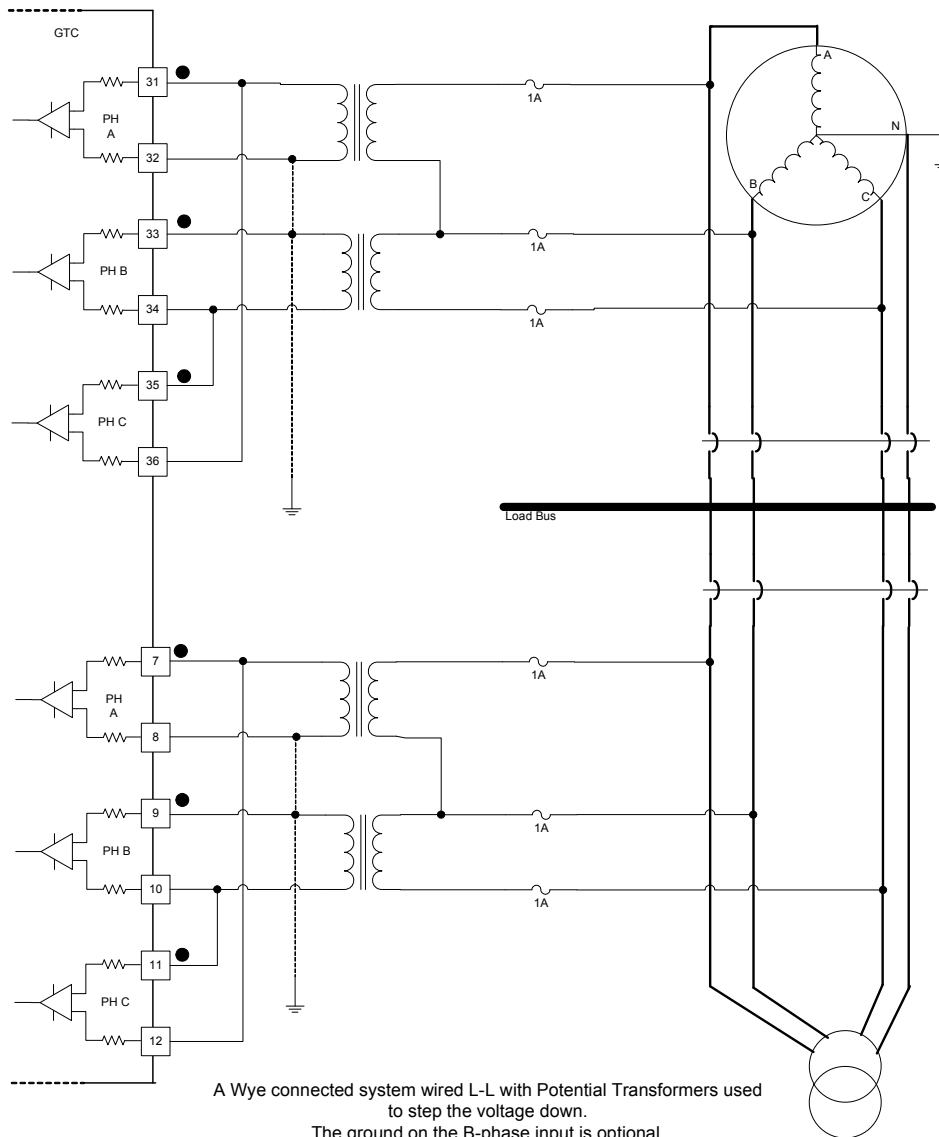 GTC
A
31
PH
A
1A
32
N
B
C
33
PH B
1A
34
1A
35
PH C
36
Load Bus
7
PH
A
1A
8
9
PH B
1A
10
1A
11
PH C
12
A Wye connected system wired L-L with Potential Transformers used
to step the voltage down.
The ground on the B-phase input is optional